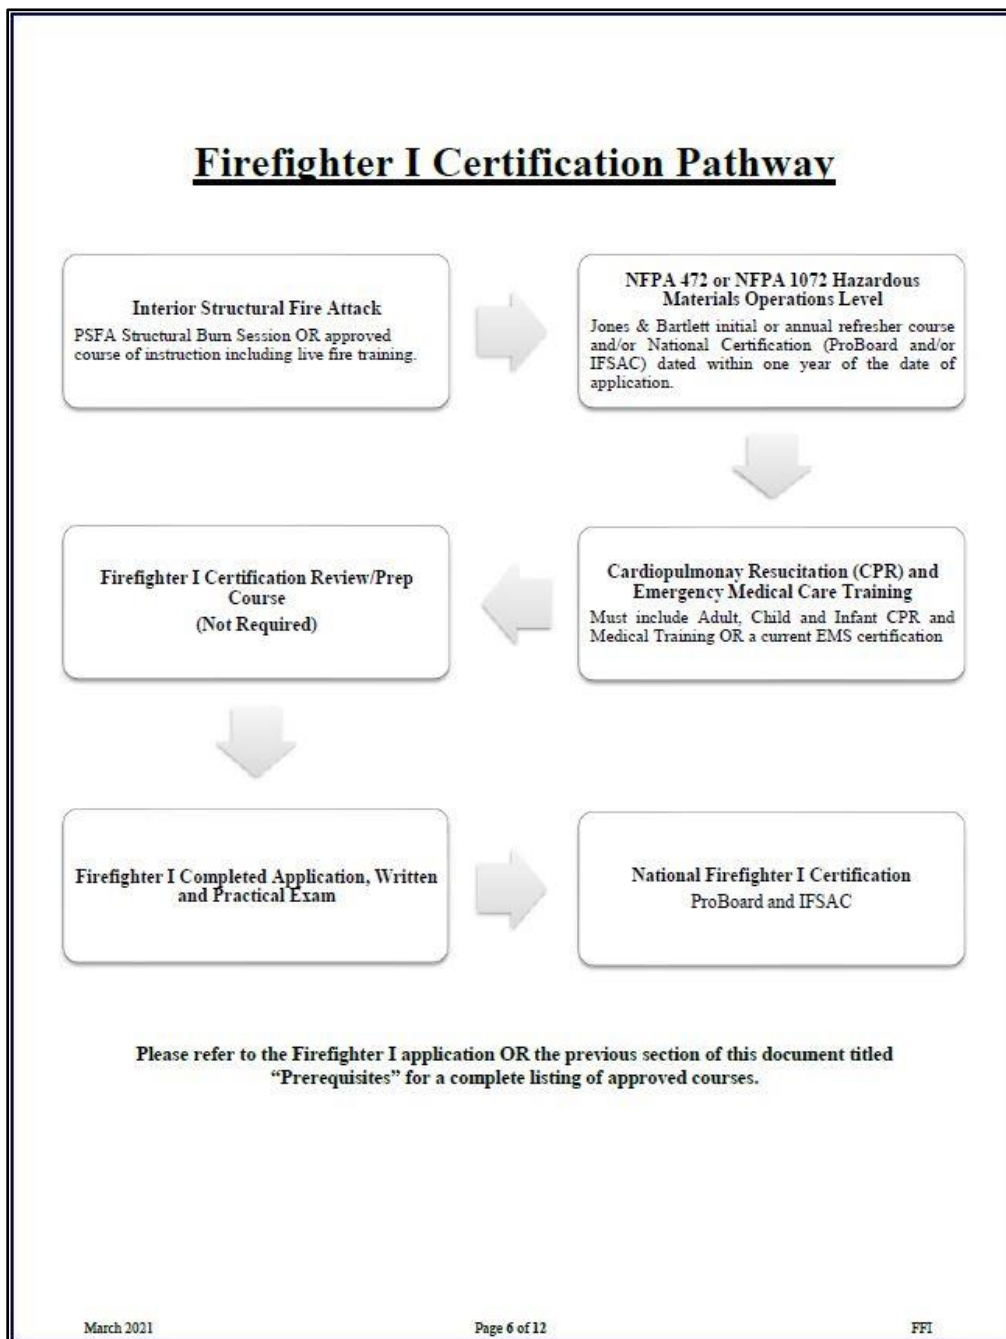 Firefighter I Certification Pathway
Interior Structural Fire Attack
PSFA Structural Burn Session OR approved
course of instruction including live fire training.
NFPA 472 or NFPA 1072 Hazardous
Materials Operations Level
Jones & Bartlett initial or annual refresher course
and/or National Certification (ProBoard and/or
IFSAC) dated within one year of the date of
application.
Cardiopulmonay Resucitation (CPR) and
Emergency Medical Care Training
Must include Adult, Child and Infant CPR and
Medical Training OR a current EMS certification
Firefighter I Certification Review/Prep
Course
(Not Required)
Firefighter I Completed Application, Written
and Practical Exam
National Firefighter I Certification
ProBoard and IFSAC
Please refer to the Firefighter I application OR the previous section of this document titled
“Prerequisites” for a complete listing of approved courses.
March 2021
Page 6 of 12
FFI